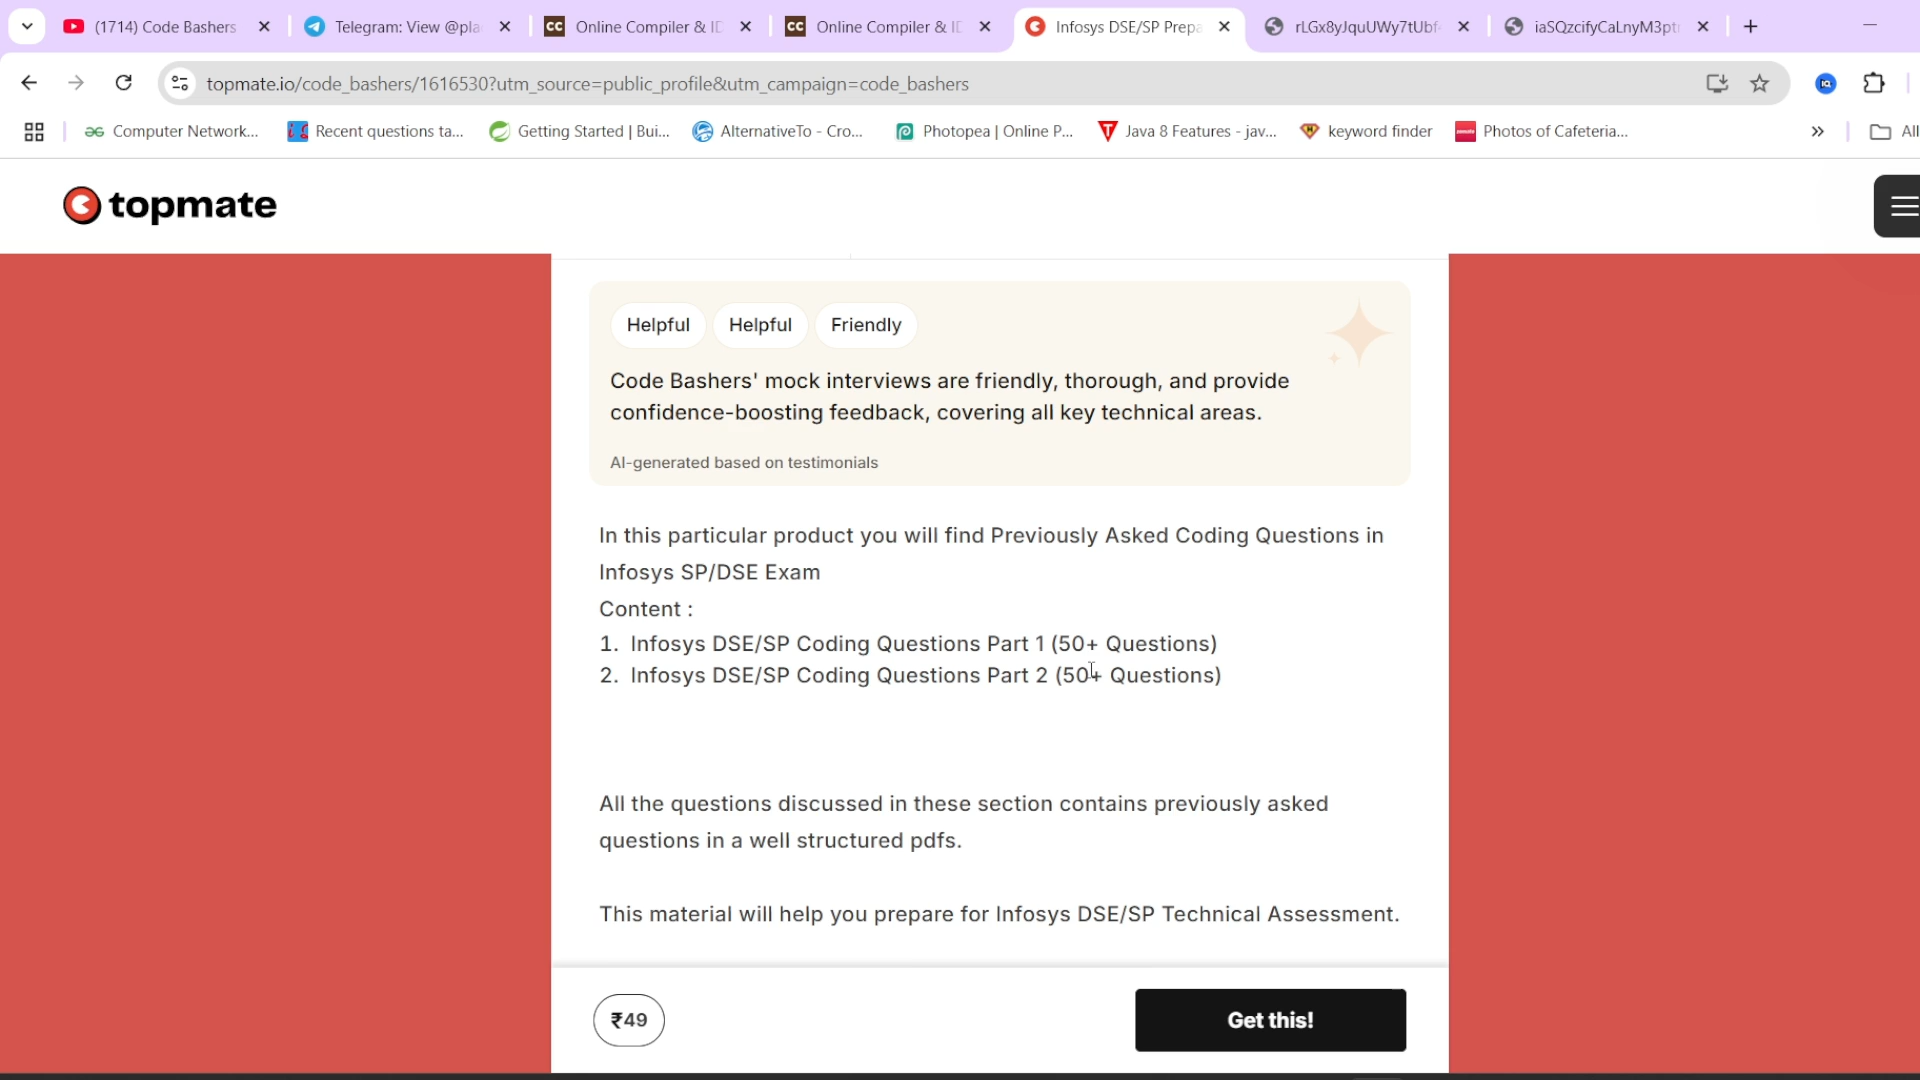 (1714) Code Bashers
Telegram: View @pla
Online Compiler & ID
Online Compiler & ID
Infosys DSE/SP Prepa
rLGx8yJquUWy7tUbf
iaSQzcifyCaLnyM3pt
topmate.io/code_bashers/1616530?utm_source=public_profile&utm_campaign=code_bashers
Computer Network...
Recent questions ta...
Getting Started | Bui...
AlternativeTo - Cro...
Photopea | Online P...
Java 8 Features - jav...
keyword finder
Photos of Cafeteria...
All
topmate
Helpful
Helpful
Friendly
Code Bashers' mock interviews are friendly, thorough, and provide
confidence-boosting feedback, covering all key technical areas.
AI-generated based on testimonials
In this particular product you will find Previously Asked Coding Questions in
Infosys SP/DSE Exam
Content :
1. Infosys DSE/SP Coding Questions Part 1 (50+ Questions)
2. Infosys DSE/SP Coding Questions Part 2 (50+ Questions)
All the questions discussed in these section contains previously asked
questions in a well structured pdfs.
This material will help you prepare for Infosys DSE/SP Technical Assessment.
₹49
Get this!